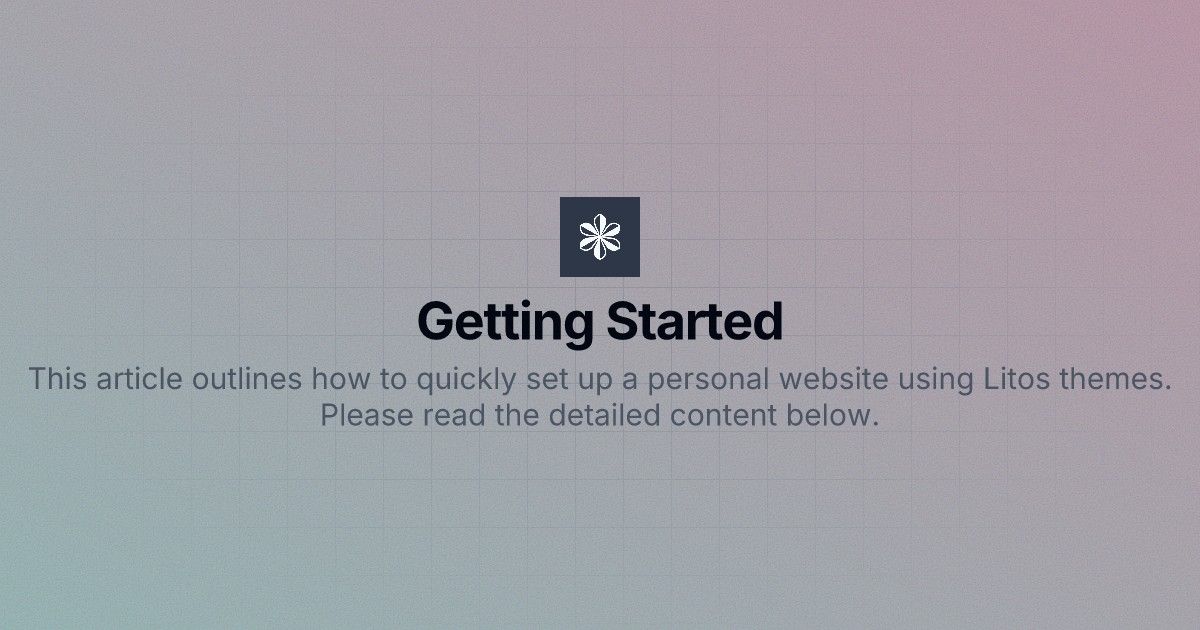 Getting Started
This article outlines how to quickly set up a personal website using Litos themes.
Please read the detailed content below.